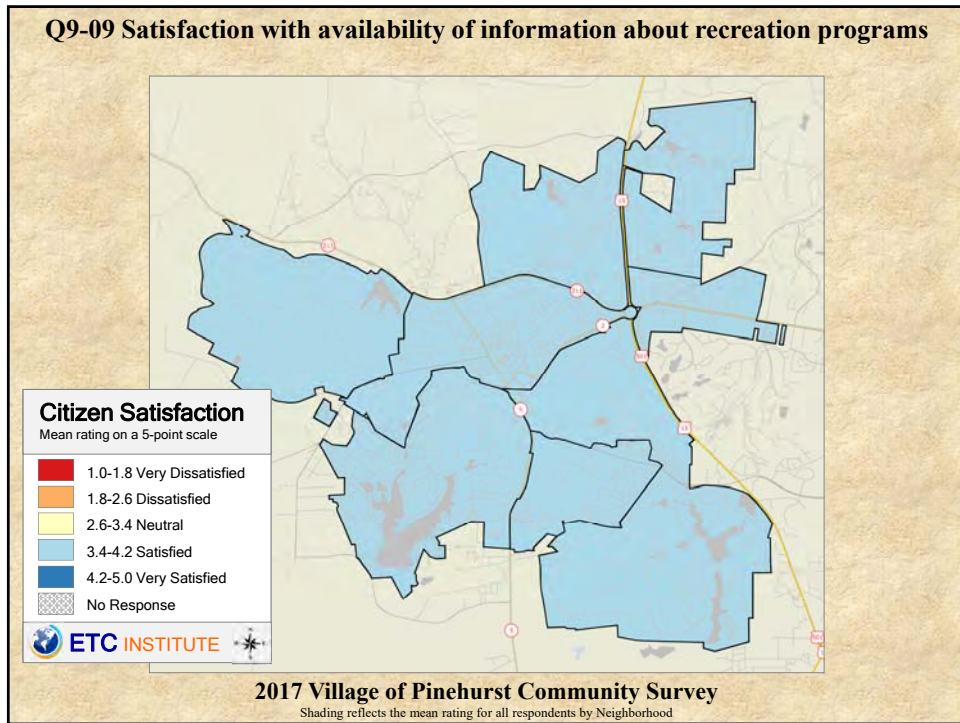 Q9-09 Satisfaction with availability of information about recreation programs
Citizen Satisfaction
Mean rating on a 5-point scale
1.0-1.8 Very Dissatisfied
1.8-2.6 Dissatisfied
2.6-3.4 Neutral
3.4-4.2 Satisfied
4.2-5.0 Very Satisfied
No Response
ETC INSTITUTE
2017 Village of Pinehurst Community Survey
Shading reflects the mean rating for all respondents by Neighborhood